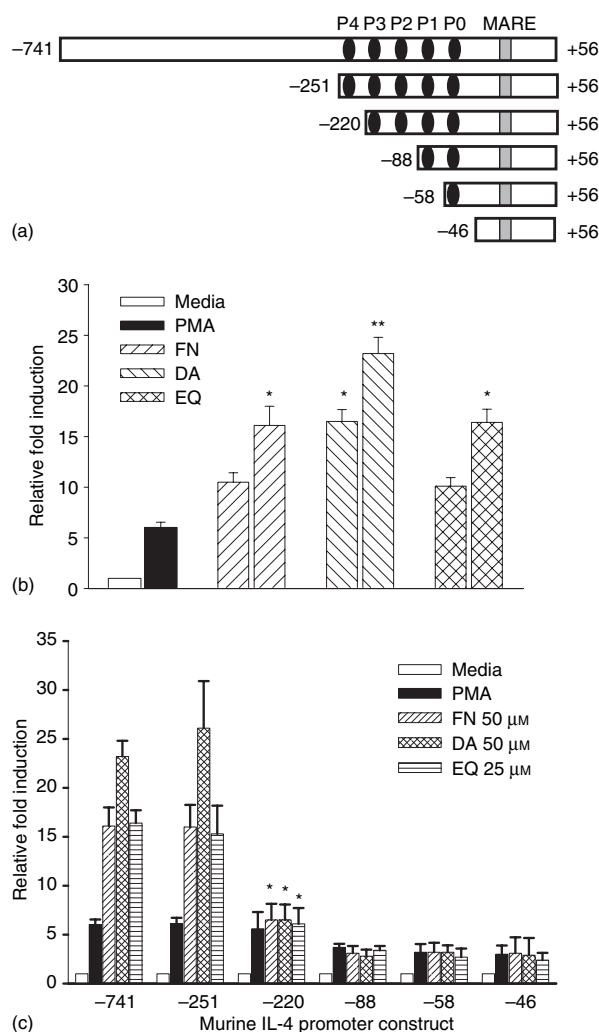 P4 P3 P2 P1 P0 MARE
–741 +56
–251 +56
–220 +56
–88 +56
–58 +56
–46 +56
(a)
30
25
20
15
10
5
0
Relative fold induction
Media
PMA
FN
DA
EQ
*
*
**
*
(b)
35
30
25
20
15
10
5
0
Relative fold induction
Media
PMA
FN 50 μM
DA 50 μM
EQ 25 μM
* * *
–741 –251 –220 –88 –58 –46
Murine IL-4 promoter construct
(c)